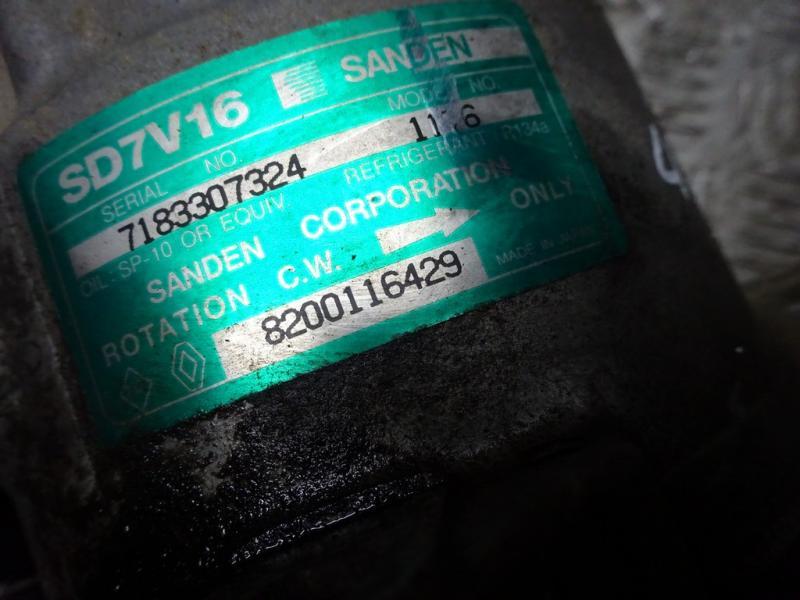 SD7V16 SANDEN
SERIAL NO. MODEL NO.
7183307324
OIL-SP-10 OR EQUIV REFRIGERANT R134a
SANDEN CORPORATION ONLY
ROTATION C.W.
8200116429 MADE IN JAPAN